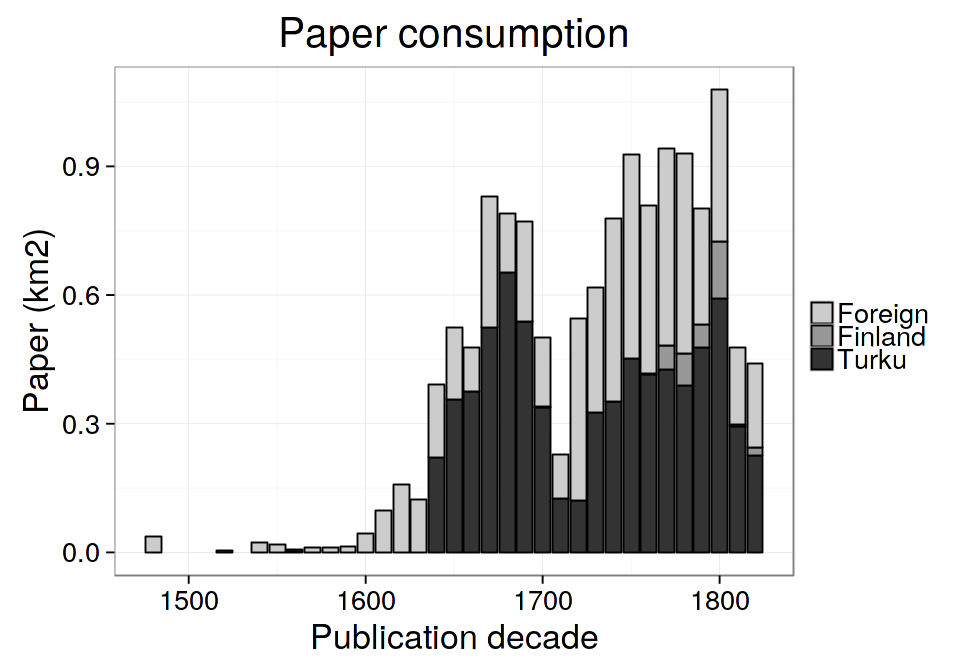 Paper consumption
Paper (km2)
0.9
0.6
0.3
0.0
1500 1600 1700 1800
Publication decade
Foreign
Finland
Turku